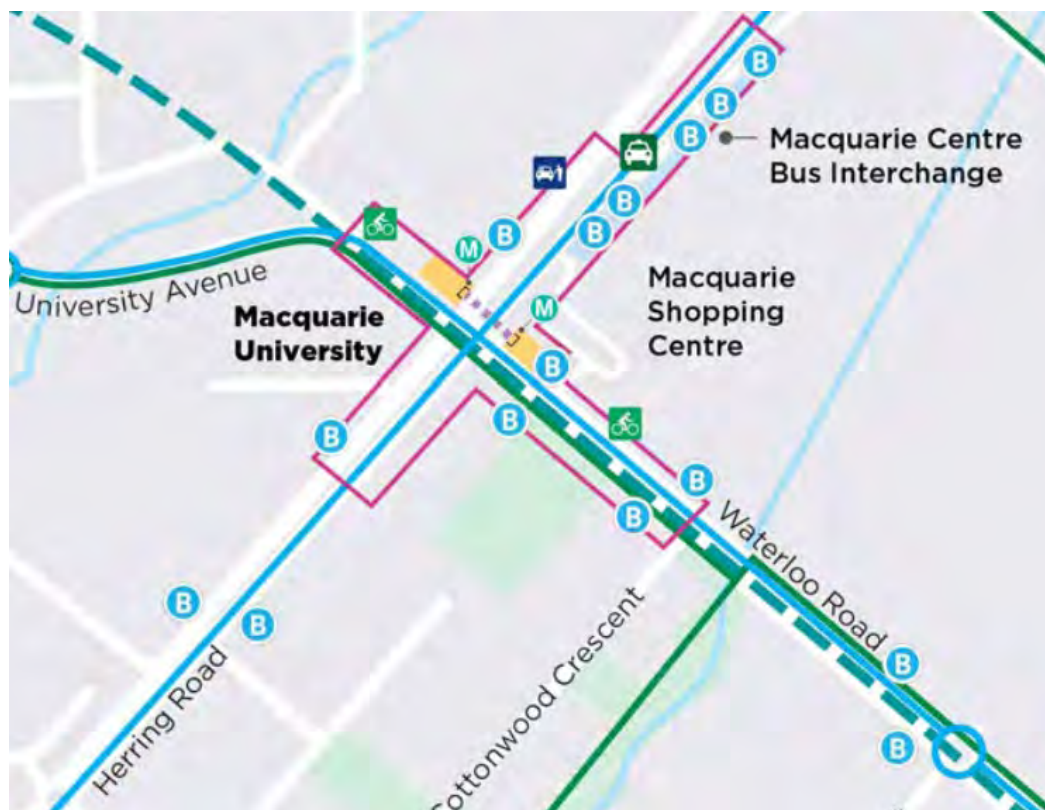 B
B
B
Macquarie Centre
Bus Interchange
B
B
B
M
University Avenue
Macquarie
University
M
Macquarie
Shopping
Centre
B
B
B
B
B
Waterloo Road
B
B
Herring Road
Cottonwood Crescent
B
B